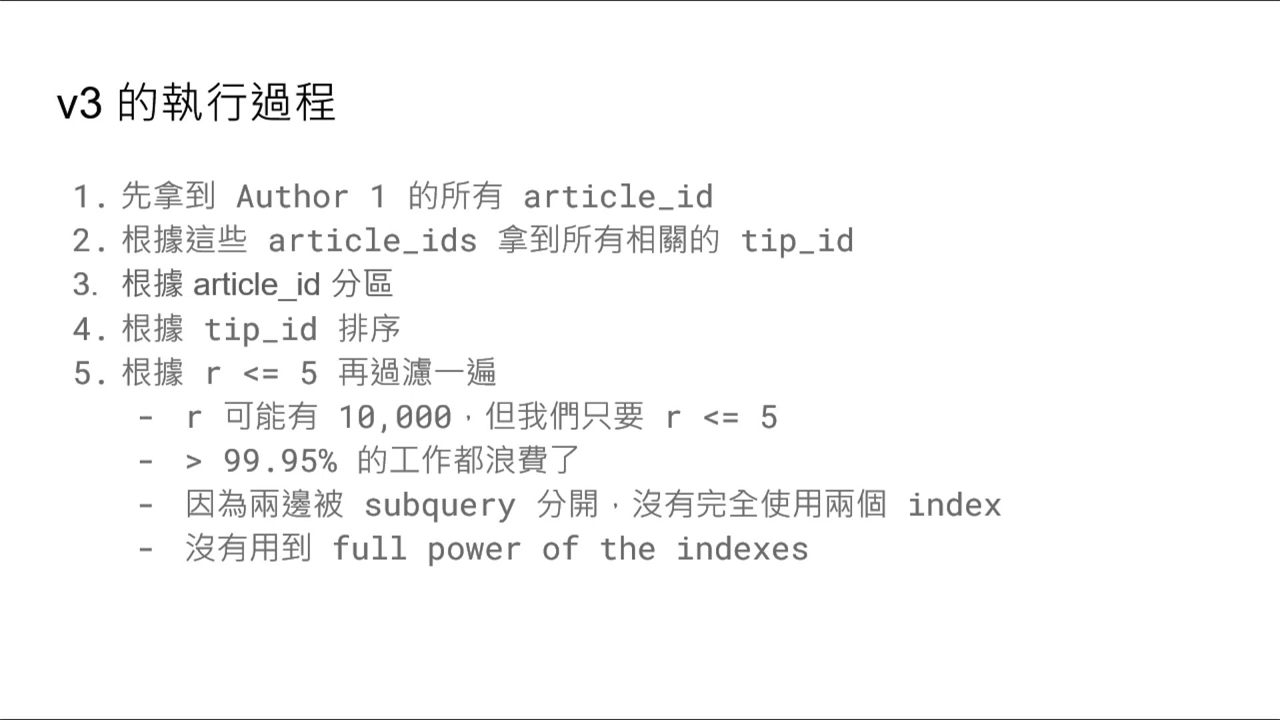 v3 的執行過程
1. 先拿到 Author 1 的所有 article_id
2. 根據這些 article_ids 拿到所有相關的 tip_id
3. 根據 article_id 分區
4. 根據 tip_id 排序
5. 根據 r <= 5 再過濾一遍
- r 可能有 10,000，但我們只要 r <= 5
- > 99.95% 的工作都浪費了
- 因為兩邊被 subquery 分開，沒有完全使用兩個 index
- 沒有用到 full power of the indexes